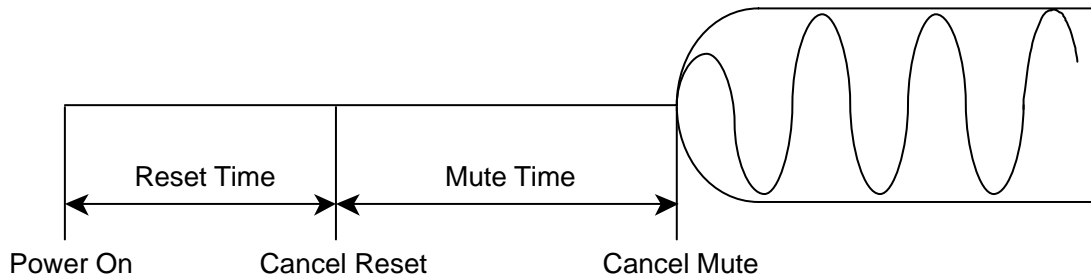 Reset Time
Mute Time
Power On
Cancel Reset
Cancel Mute